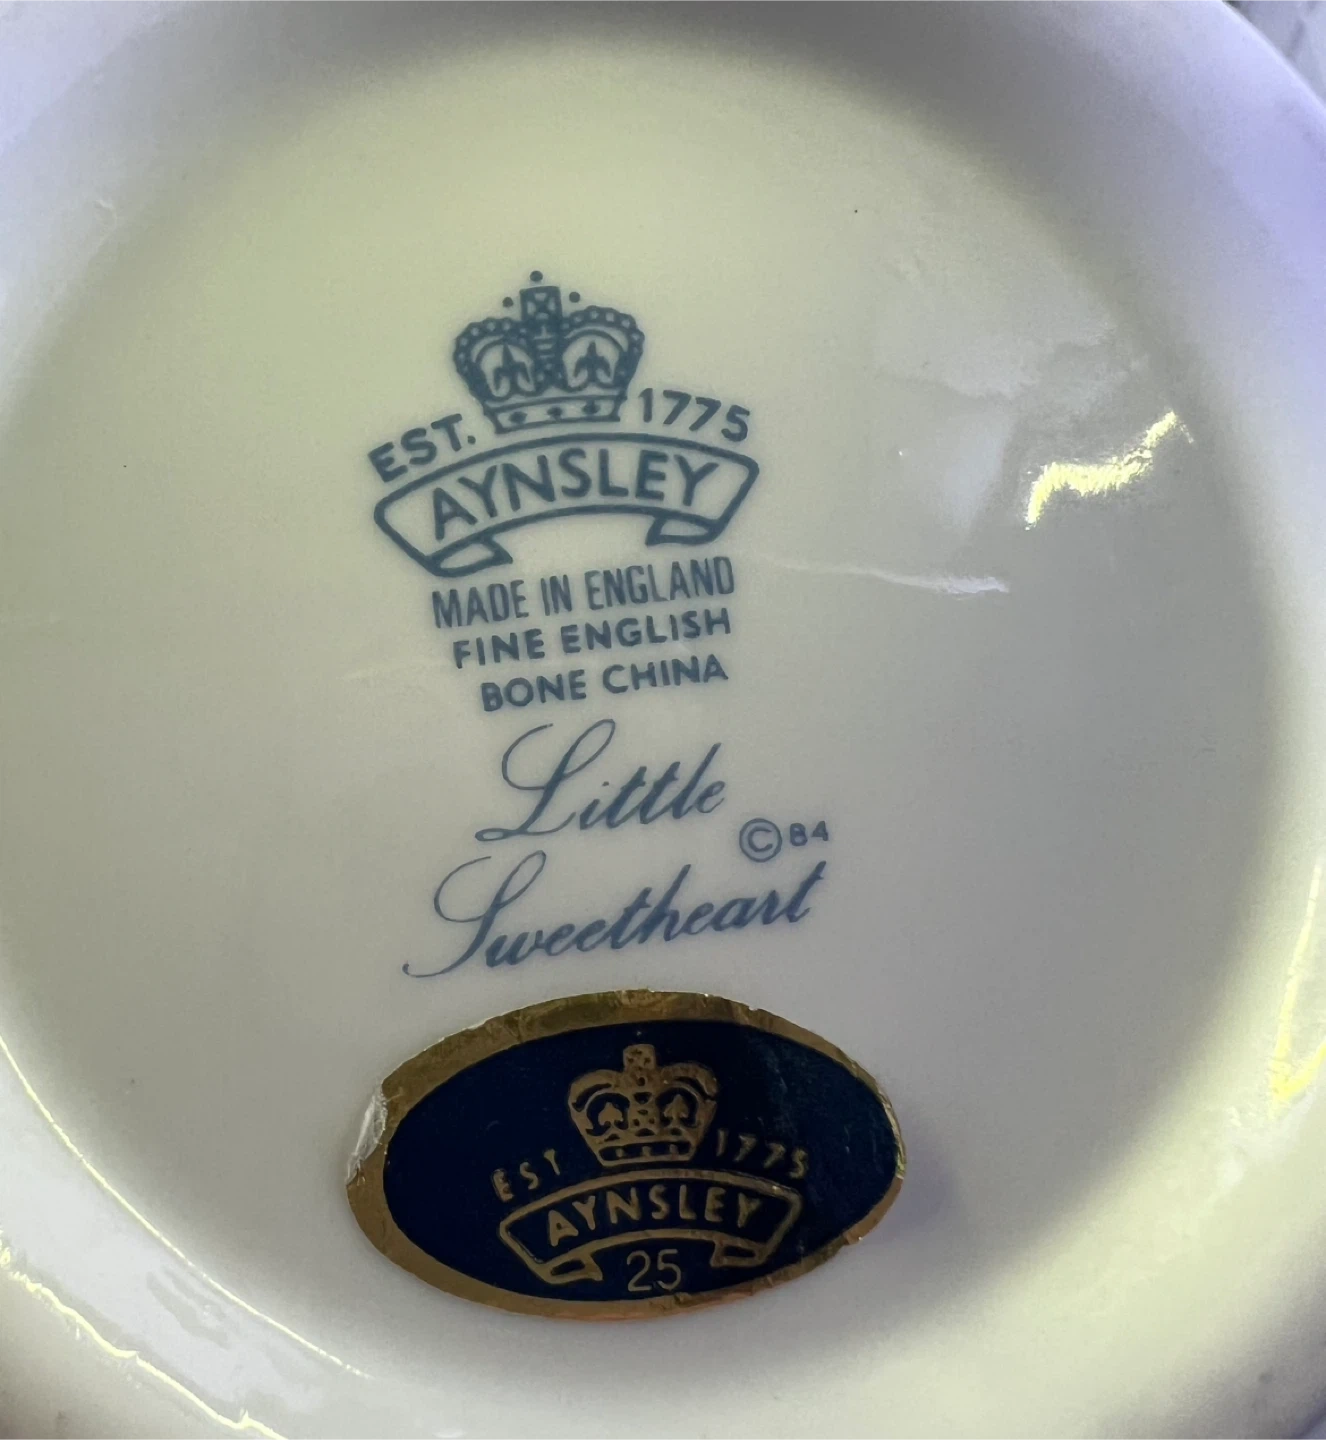 EST. 1775
AYNSLEY
MADE IN ENGLAND
FINE ENGLISH
BONE CHINA
Little
© 84
Sweetheart
EST 1775
AYNSLEY
25